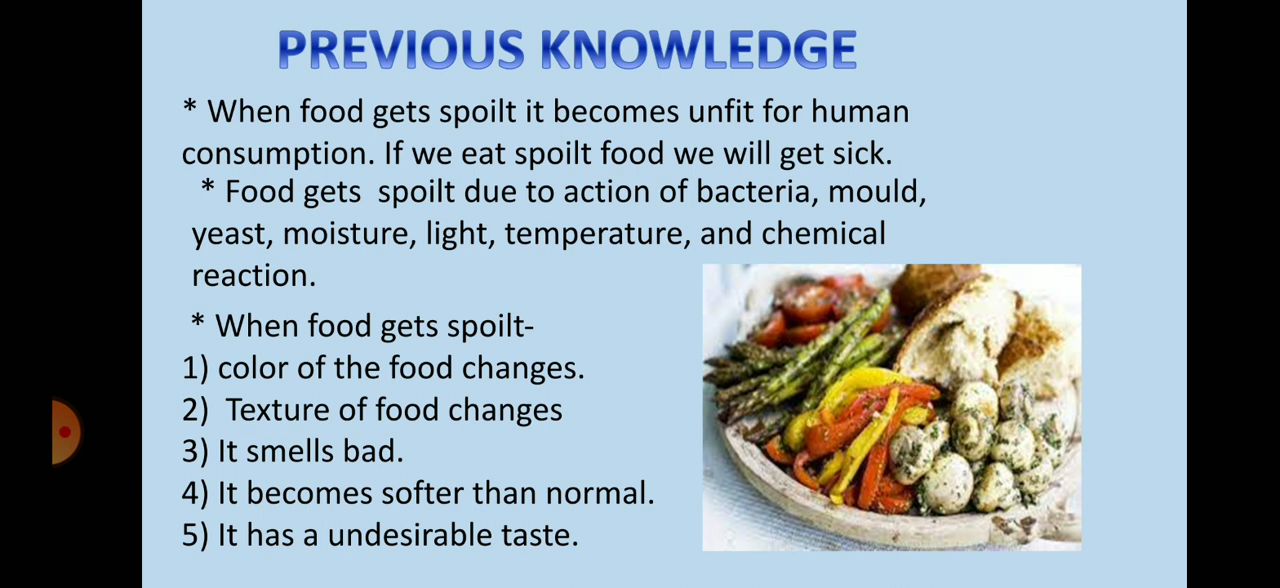 PREVIOUS KNOWLEDGE
* When food gets spoilt it becomes unfit for human
consumption. If we eat spoilt food we will get sick.
* Food gets spoilt due to action of bacteria, mould,
yeast, moisture, light, temperature, and chemical
reaction.
* When food gets spoilt-
1) color of the food changes.
2) Texture of food changes
3) It smells bad.
4) It becomes softer than normal.
5) It has a undesirable taste.